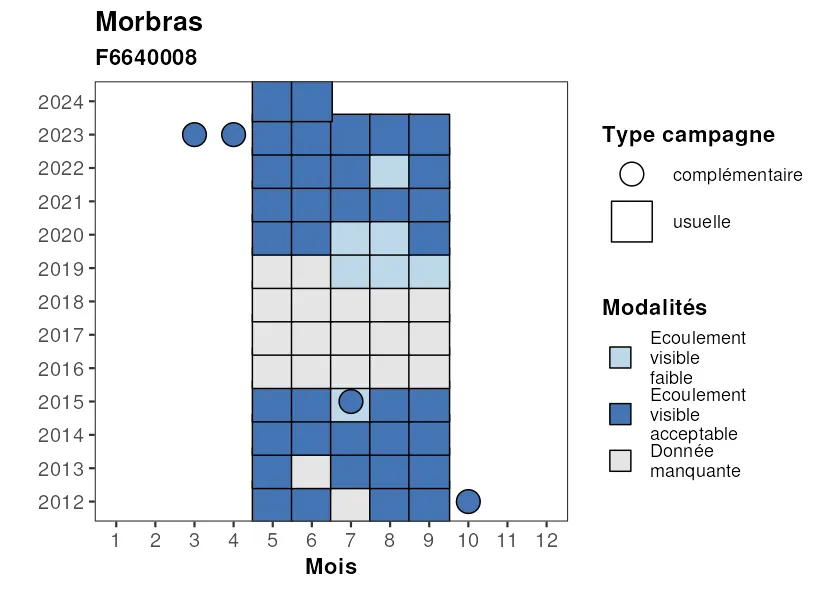 Morbras
F6640008
2024
2023
2022
2021
2020
2019
2018
2017
2016
2015
2014
2013
2012
1 2 3 4 5 6 7 8 9 10 11 12
Mois
Type campagne
complémentaire
usuelle
Modalités
Ecoulement
visible
faible
Ecoulement
visible
acceptable
Donnée
manquante